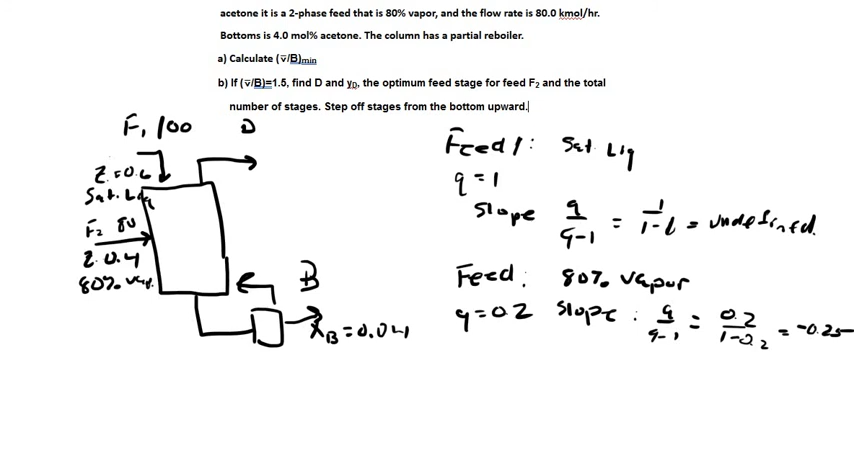 acetone it is a 2-phase feed that is 80% vapor, and the flow rate is 80.0 kmol/hr.
Bottoms is 4.0 mol% acetone. The column has a partial reboiler.
a) Calculate (v̅/B)min
b) If (v̅/B)=1.5, find D and yD, the optimum feed stage for feed F2 and the total
number of stages. Step off stages from the bottom upward.
F, 100
D
Z=0.6
Sat. Liq
F2 80
Z 0.4
80% vap.
B
XB=0.04
Feed 1: Sat. Liq
q=1
Slope q/q-1 = 1/1-1 = undefined.
Feed: 80% vapor
q=0.2 slope: q/q-1 = 0.2/1-0.2 = -0.25